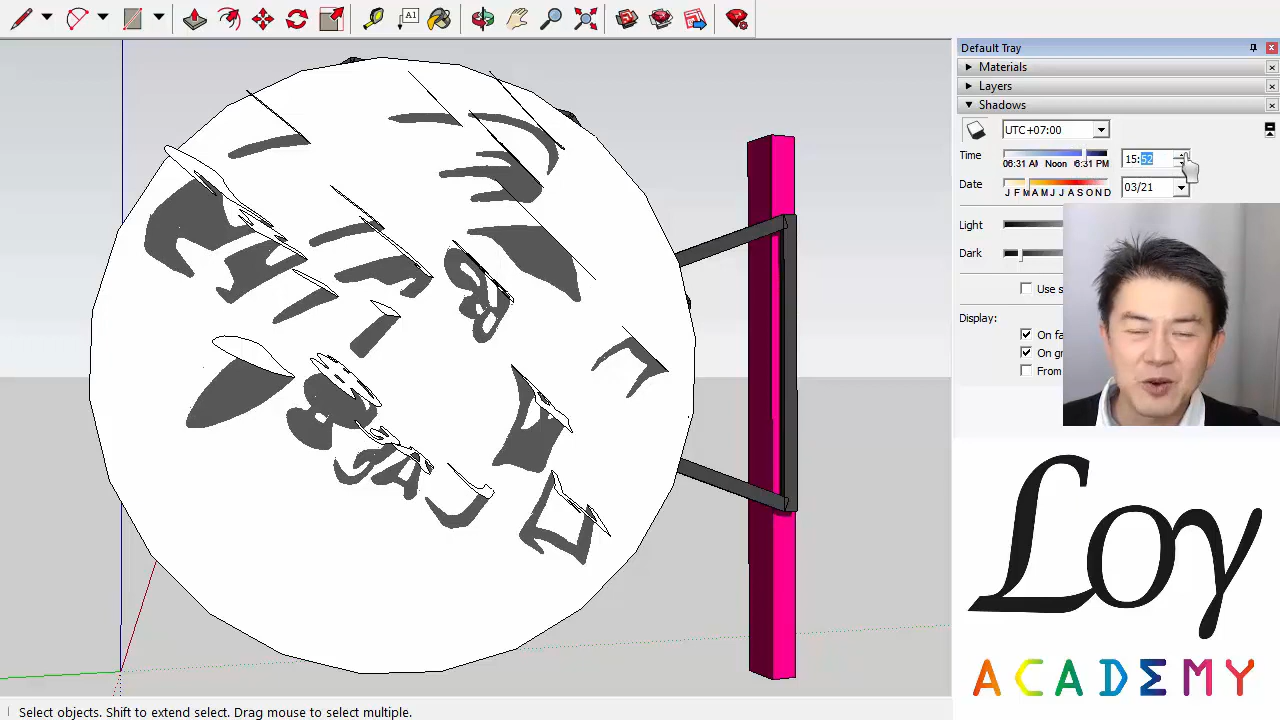 A1
Default Tray
Materials
Layers
Shadows
UTC+07:00
Time
06:31 AM Noon 6:31 PM
15:52
Date
J F M A M J J A S O N D
03/21
Light
Dark
Use s
Display:
On fa
On gr
From
Loy
ACADEMY
Select objects. Shift to extend select. Drag mouse to select multiple.